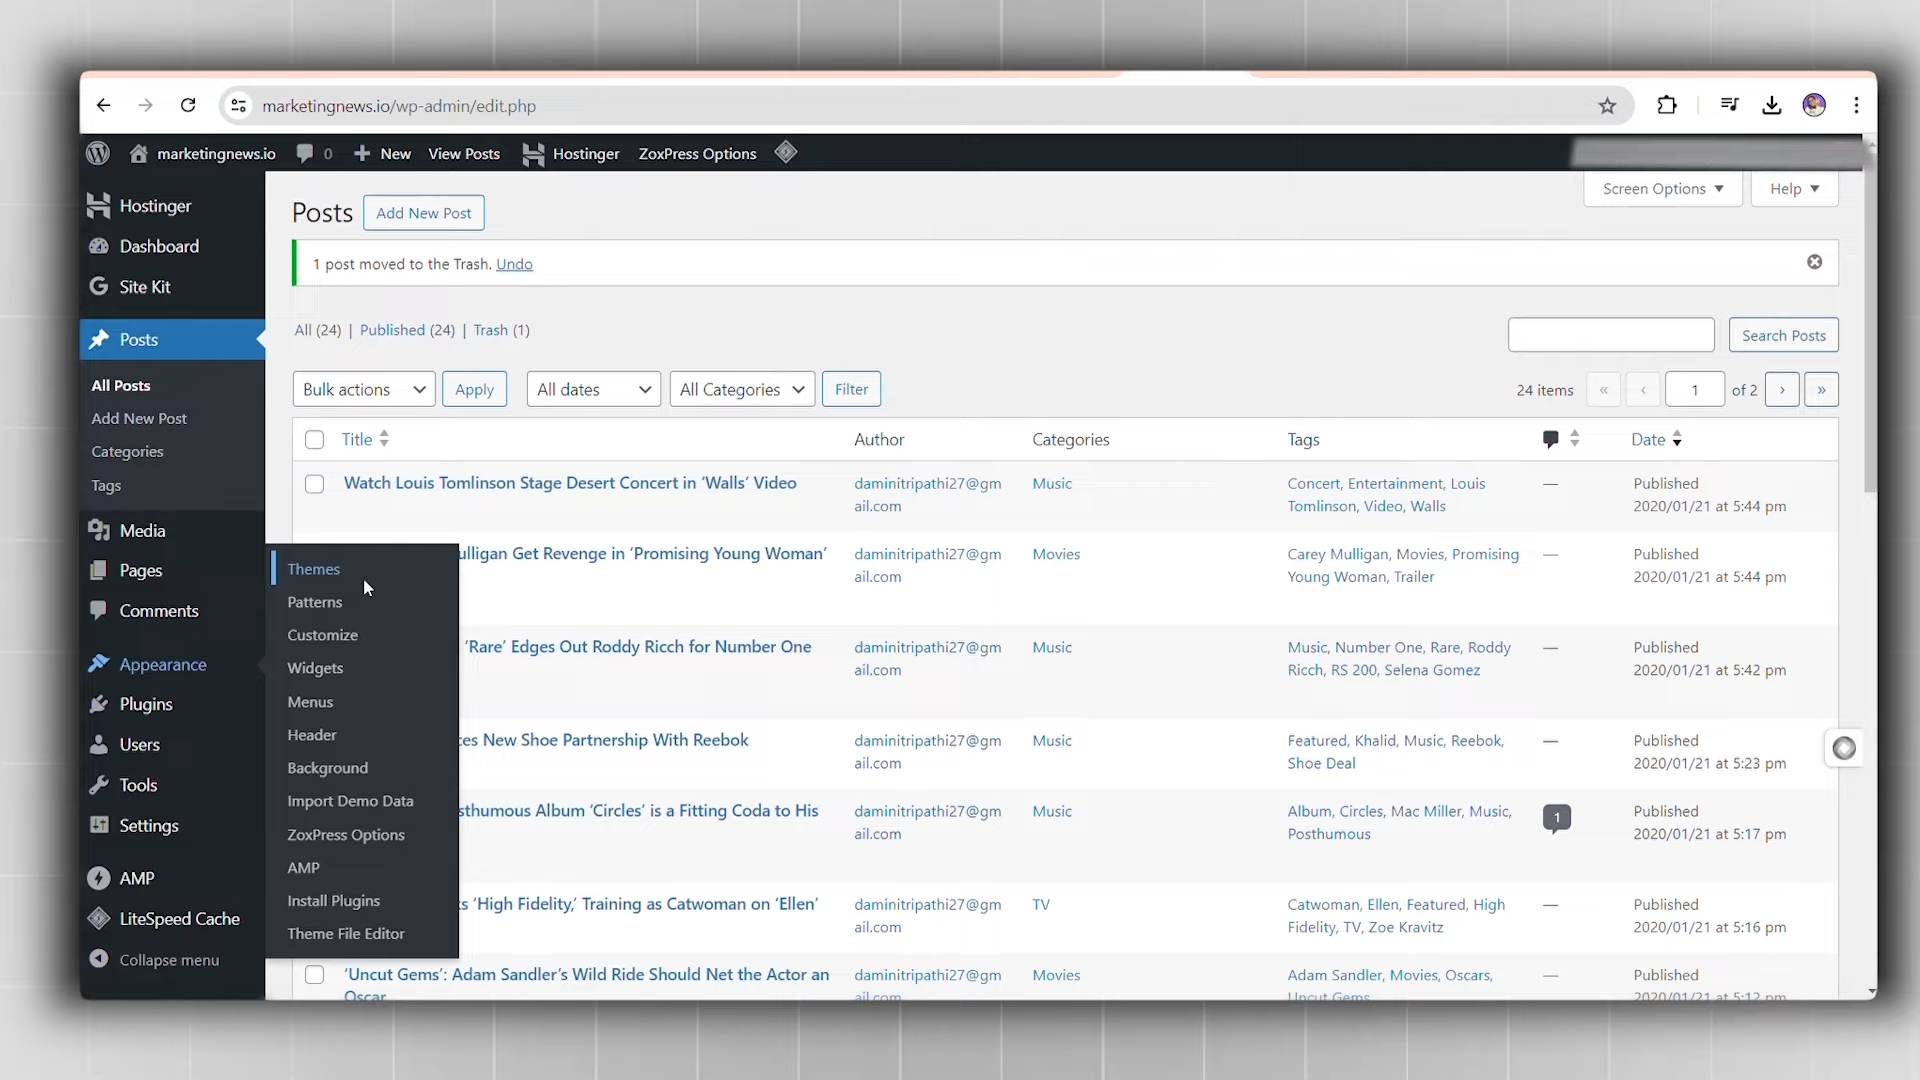 marketingnews.io/wp-admin/edit.php
marketingnews.io 0 New View Posts Hostinger ZoxPress Options
Hostinger
Dashboard
Site Kit
Posts
All Posts
Add New Post
Categories
Tags
Media
Pages
Comments
Appearance
Plugins
Users
Tools
Settings
AMP
LiteSpeed Cache
Collapse menu
Themes
Patterns
Customize
Widgets
Menus
Header
Background
Import Demo Data
ZoxPress Options
AMP
Install Plugins
Theme File Editor
Screen Options Help
Posts Add New Post
1 post moved to the Trash. Undo
All (24) | Published (24) | Trash (1)
Search Posts
Bulk actions Apply All dates All Categories Filter 24 items « ‹ 1 of 2 › »
Title Author Categories Tags Date
Watch Louis Tomlinson Stage Desert Concert in ‘Walls’ Video daminitripathi27@gm Music Concert, Entertainment, Louis — Published
ail.com Tomlinson, Video, Walls 2020/01/21 at 5:44 pm
ulligan Get Revenge in ‘Promising Young Woman’ daminitripathi27@gm Movies Carey Mulligan, Movies, Promising — Published
ail.com Young Woman, Trailer 2020/01/21 at 5:44 pm
‘Rare’ Edges Out Roddy Ricch for Number One daminitripathi27@gm Music Music, Number One, Rare, Roddy — Published
ail.com Ricch, RS 200, Selena Gomez 2020/01/21 at 5:42 pm
ces New Shoe Partnership With Reebok daminitripathi27@gm Music Featured, Khalid, Music, Reebok, — Published
ail.com Shoe Deal 2020/01/21 at 5:23 pm
sthumous Album ‘Circles’ is a Fitting Coda to His daminitripathi27@gm Music Album, Circles, Mac Miller, Music, 1 Published
ail.com Posthumous 2020/01/21 at 5:17 pm
s ‘High Fidelity,’ Training as Catwoman on ‘Ellen’ daminitripathi27@gm TV Catwoman, Ellen, Featured, High — Published
ail.com Fidelity, TV, Zoe Kravitz 2020/01/21 at 5:16 pm
‘Uncut Gems’: Adam Sandler’s Wild Ride Should Net the Actor an daminitripathi27@gm Movies Adam Sandler, Movies, Oscars, — Published
Oscar ail.com Uncut Gems 2020/01/21 at 5:12 pm